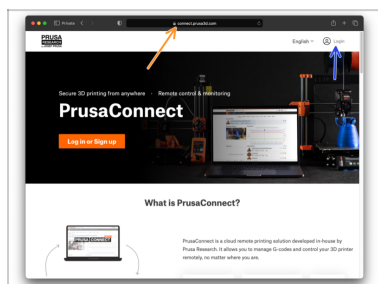 Privosa
connect.prusa3d.com
PRUSA
RESEARCH
English
Login
Secure 3D printing from anywhere · Remote control & monitoring
PrusaConnect
Log in or Sign up
What is PrusaConnect?
PRUSA CONNECT
PrusaConnect is a cloud remote printing solution developed in-house by
Prusa Research. It allows you to manage G-codes and control your 3D printer
remotely, no matter where you are.